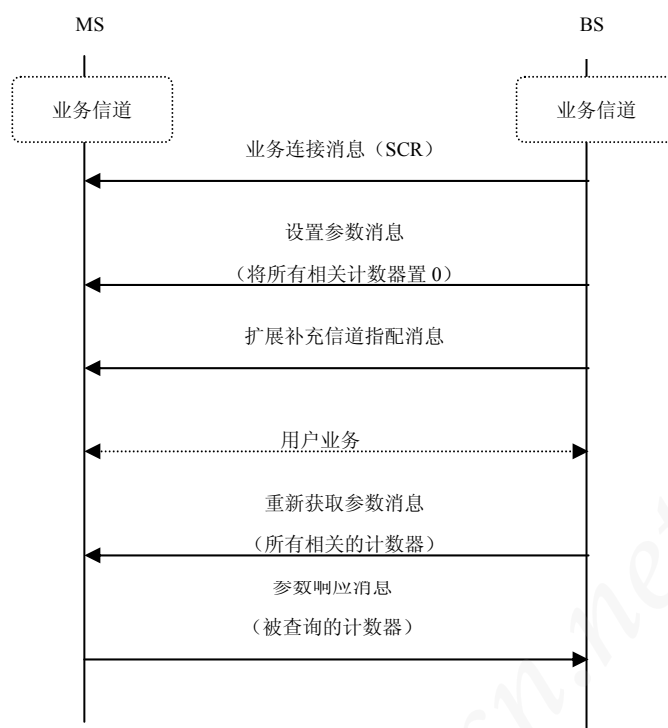 MS
BS
业务信道
业务信道
业务连接消息（SCR）
设置参数消息
（将所有相关计数器置 0）
扩展补充信道指配消息
用户业务
重新获取参数消息
（所有相关的计数器）
参数响应消息
（被查询的计数器）